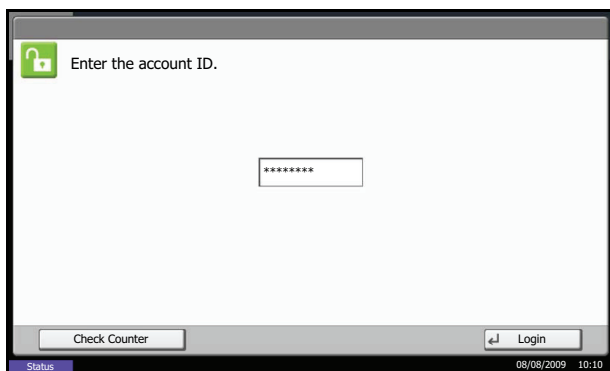 Enter the account ID.
********
Check Counter
Login
Status
08/08/2009 10:10